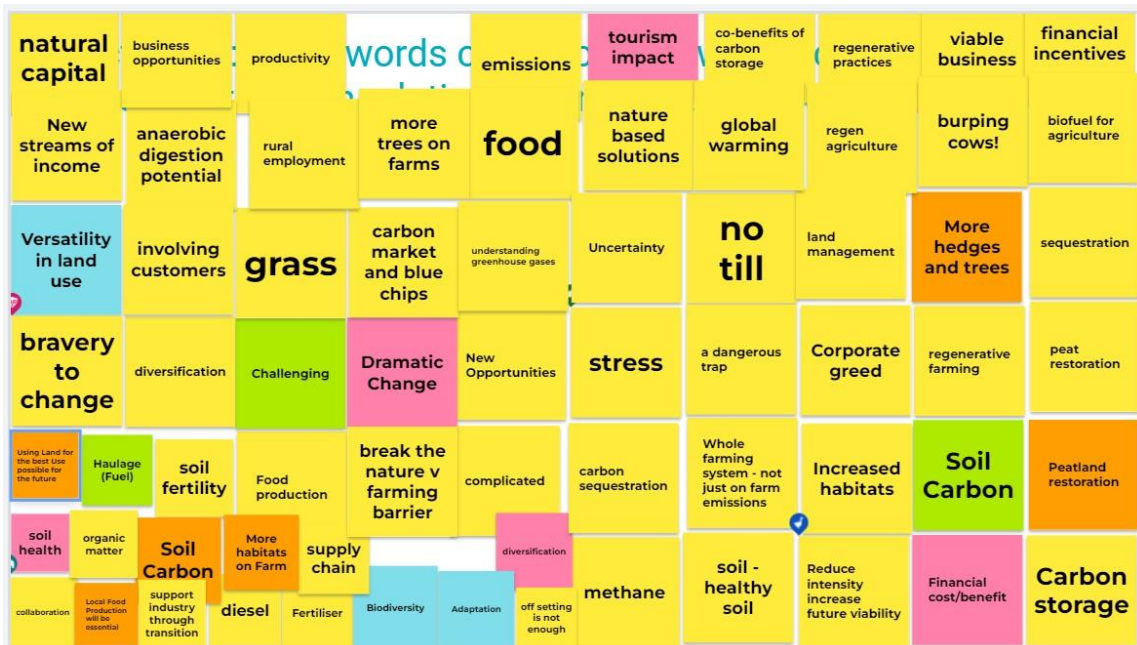 natural
capital
business
opportunities
productivity
words
emissions
tourism
impact
co-benefits of
carbon
storage
regenerative
practices
viable
business
financial
incentives
New
streams of
income
anaerobic
digestion
potential
rural
employment
more
trees on
farms
food
nature
based
solutions
global
warming
regen
agriculture
burping
cows!
biofuel for
agriculture
Versatility
in land
use
involving
customers
grass
carbon
market
and blue
chips
understanding
greenhouse gases
Uncertainty
no
till
land
management
More
hedges
and trees
sequestration
bravery
to
change
diversification
Challenging
Dramatic
Change
New
Opportunities
stress
a dangerous
trap
Corporate
greed
regenerative
farming
peat
restoration
Using Land for
the best Use
possible for
the future
Haulage
(Fuel)
soil
fertility
Food
production
break the
nature v
farming
barrier
complicated
carbon
sequestration
Whole
farming
system - not
just on farm
emissions
Increased
habitats
Soil
Carbon
Peatland
restoration
soil
health
organic
matter
Soil
Carbon
More
habitats
on Farm
supply
chain
diversification
methane
soil -
healthy
soil
Reduce
intensity
increase
future viability
Financial
cost/benefit
Carbon
storage
collaboration
Local Food
Production
will be
essential
support
industry
through
transition
diesel
Fertiliser
Biodiversity
Adaptation
off setting
is not
enough